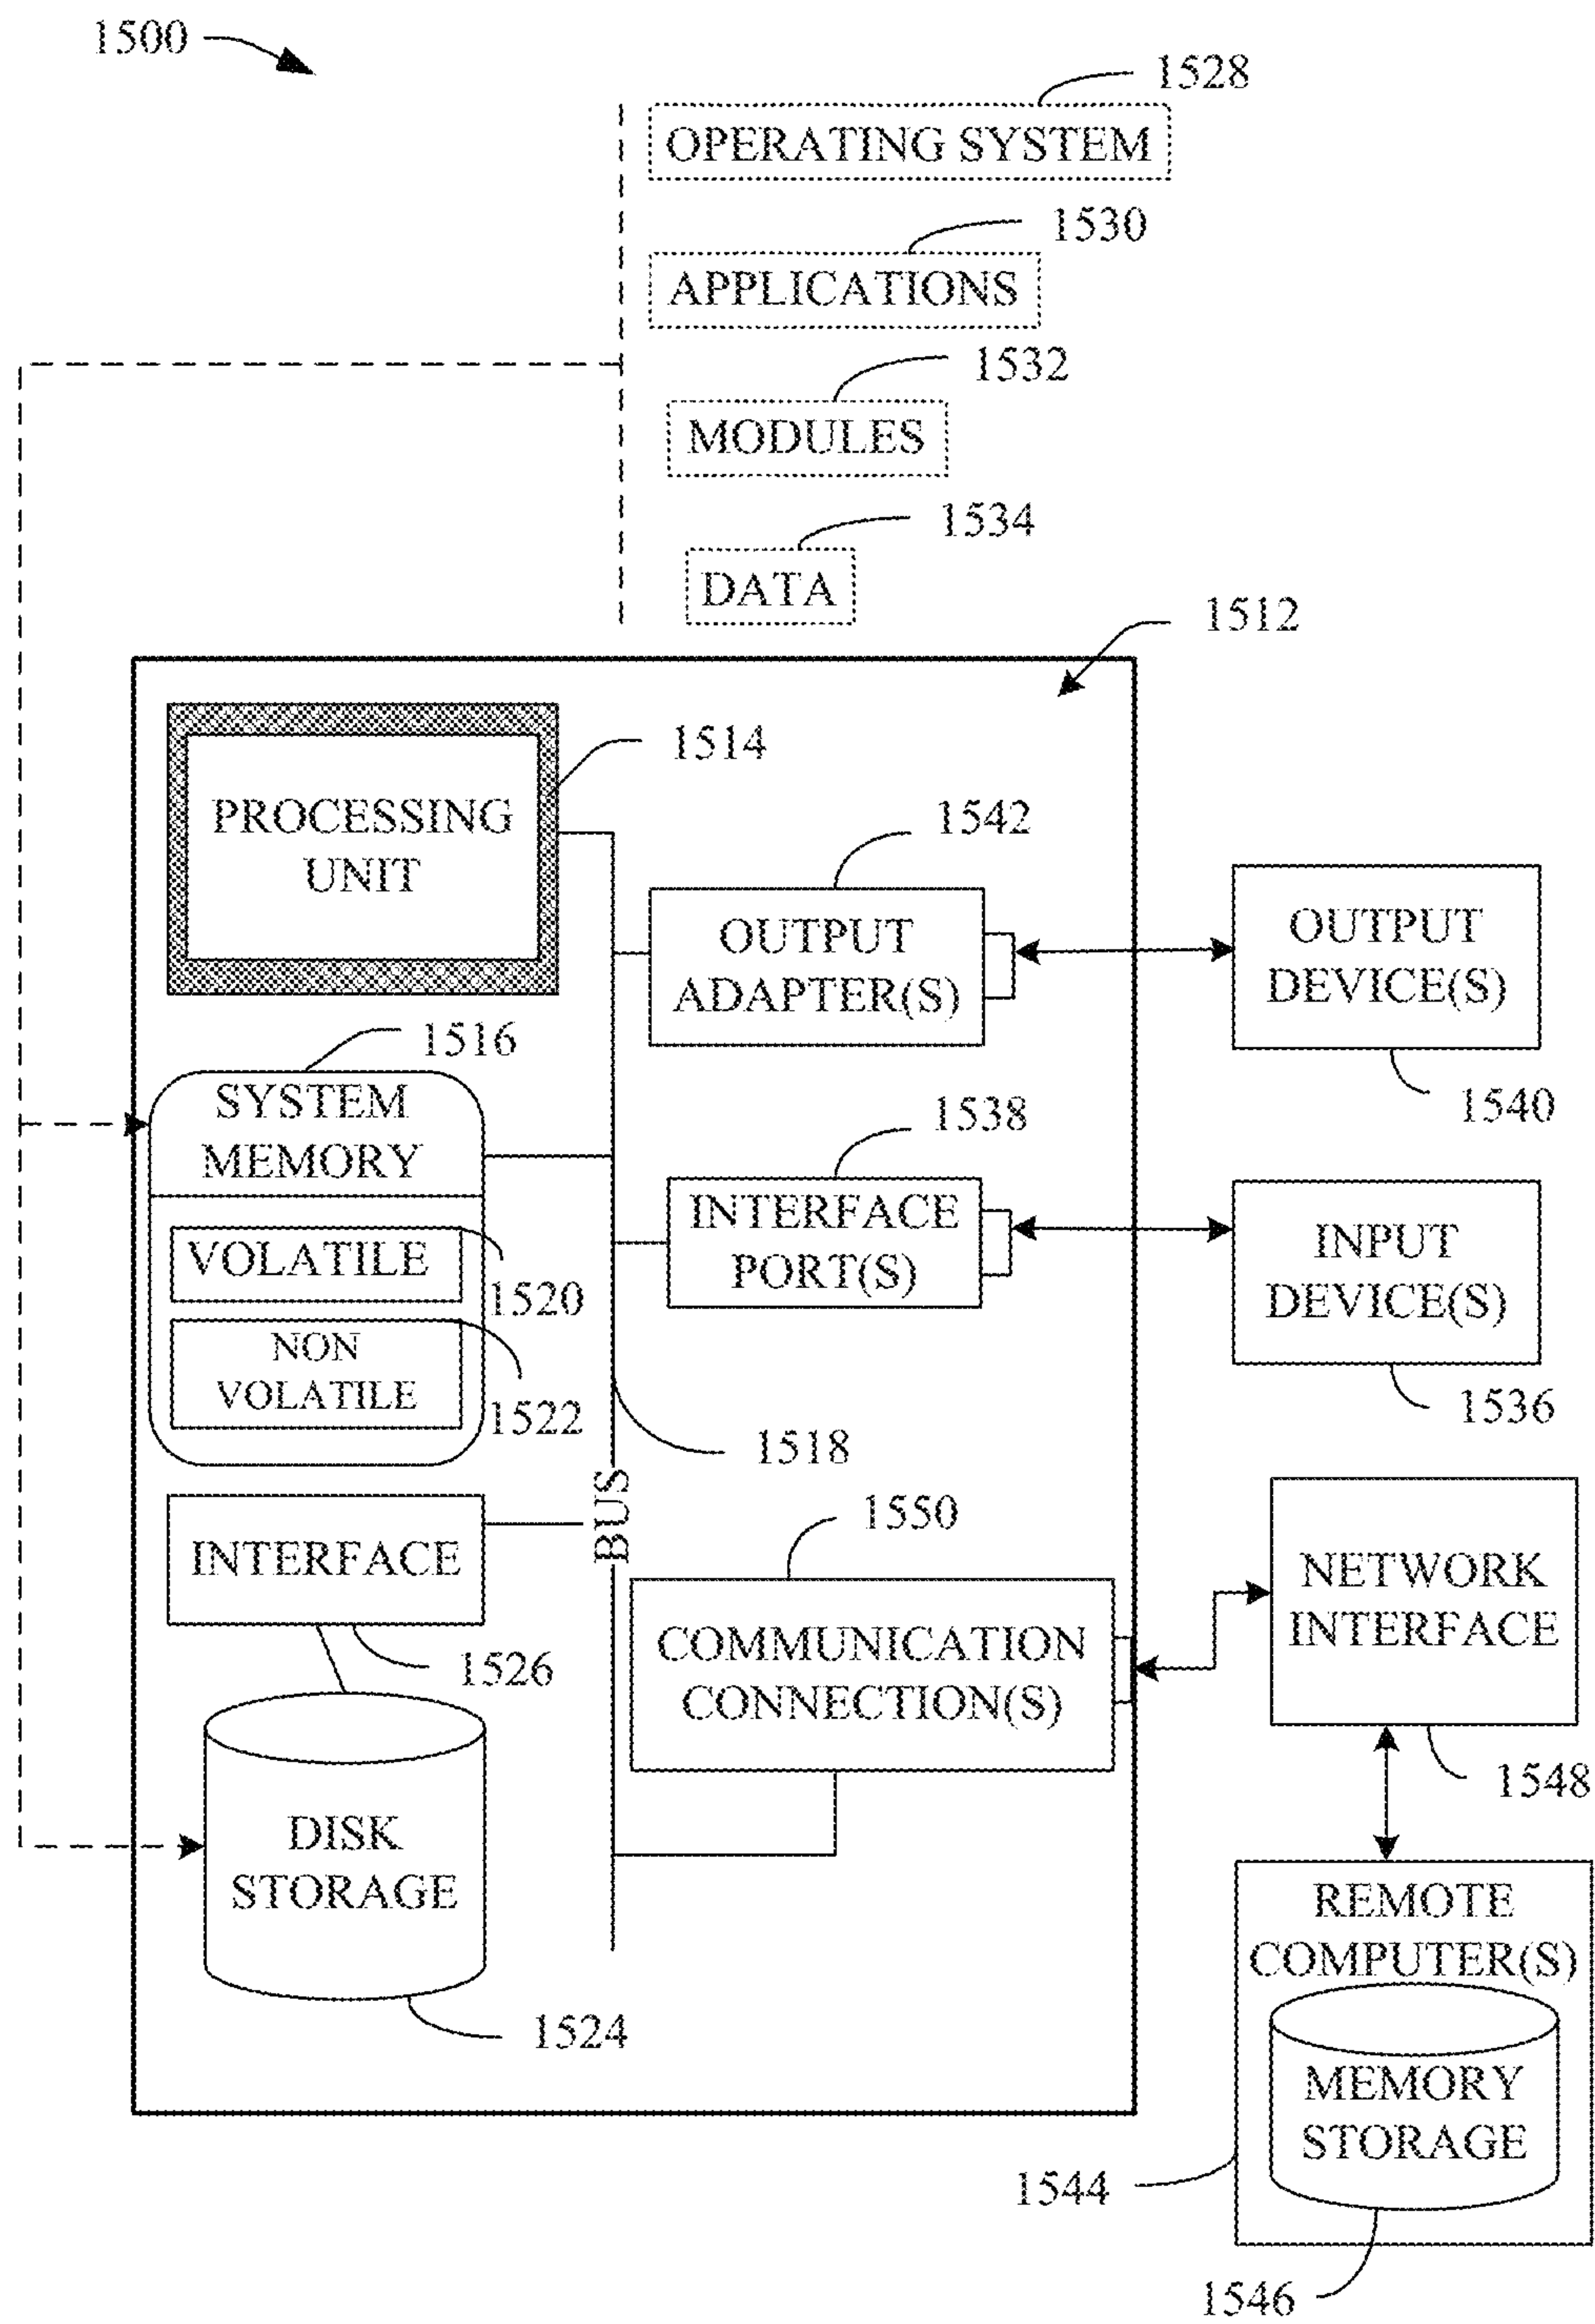 1500
1528
OPERATING SYSTEM
1530
APPLICATIONS
1532
MODULES
1534
DATA
1512
1514
PROCESSING
UNIT
1542
OUTPUT
ADAPTER(S)
OUTPUT
DEVICE(S)
1540
1516
SYSTEM
MEMORY
1538
INTERFACE
PORT(S)
INPUT
DEVICE(S)
1536
VOLATILE
1520
NON
VOLATILE
1522
1518
BUS
INTERFACE
1526
1550
COMMUNICATION
CONNECTION(S)
NETWORK
INTERFACE
1548
DISK
STORAGE
1524
REMOTE
COMPUTER(S)
MEMORY
STORAGE
1544
1546